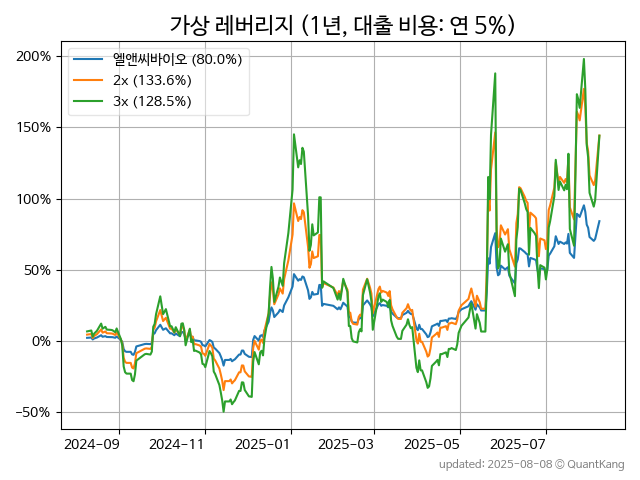 가상 레버리지 (1년, 대출 비용: 연 5%)
엘앤씨바이오 (80.0%)
2x (133.6%)
3x (128.5%)
200%
150%
100%
50%
0%
−50%
2024-09
2024-11
2025-01
2025-03
2025-05
2025-07
updated: 2025-08-08 © QuantKang